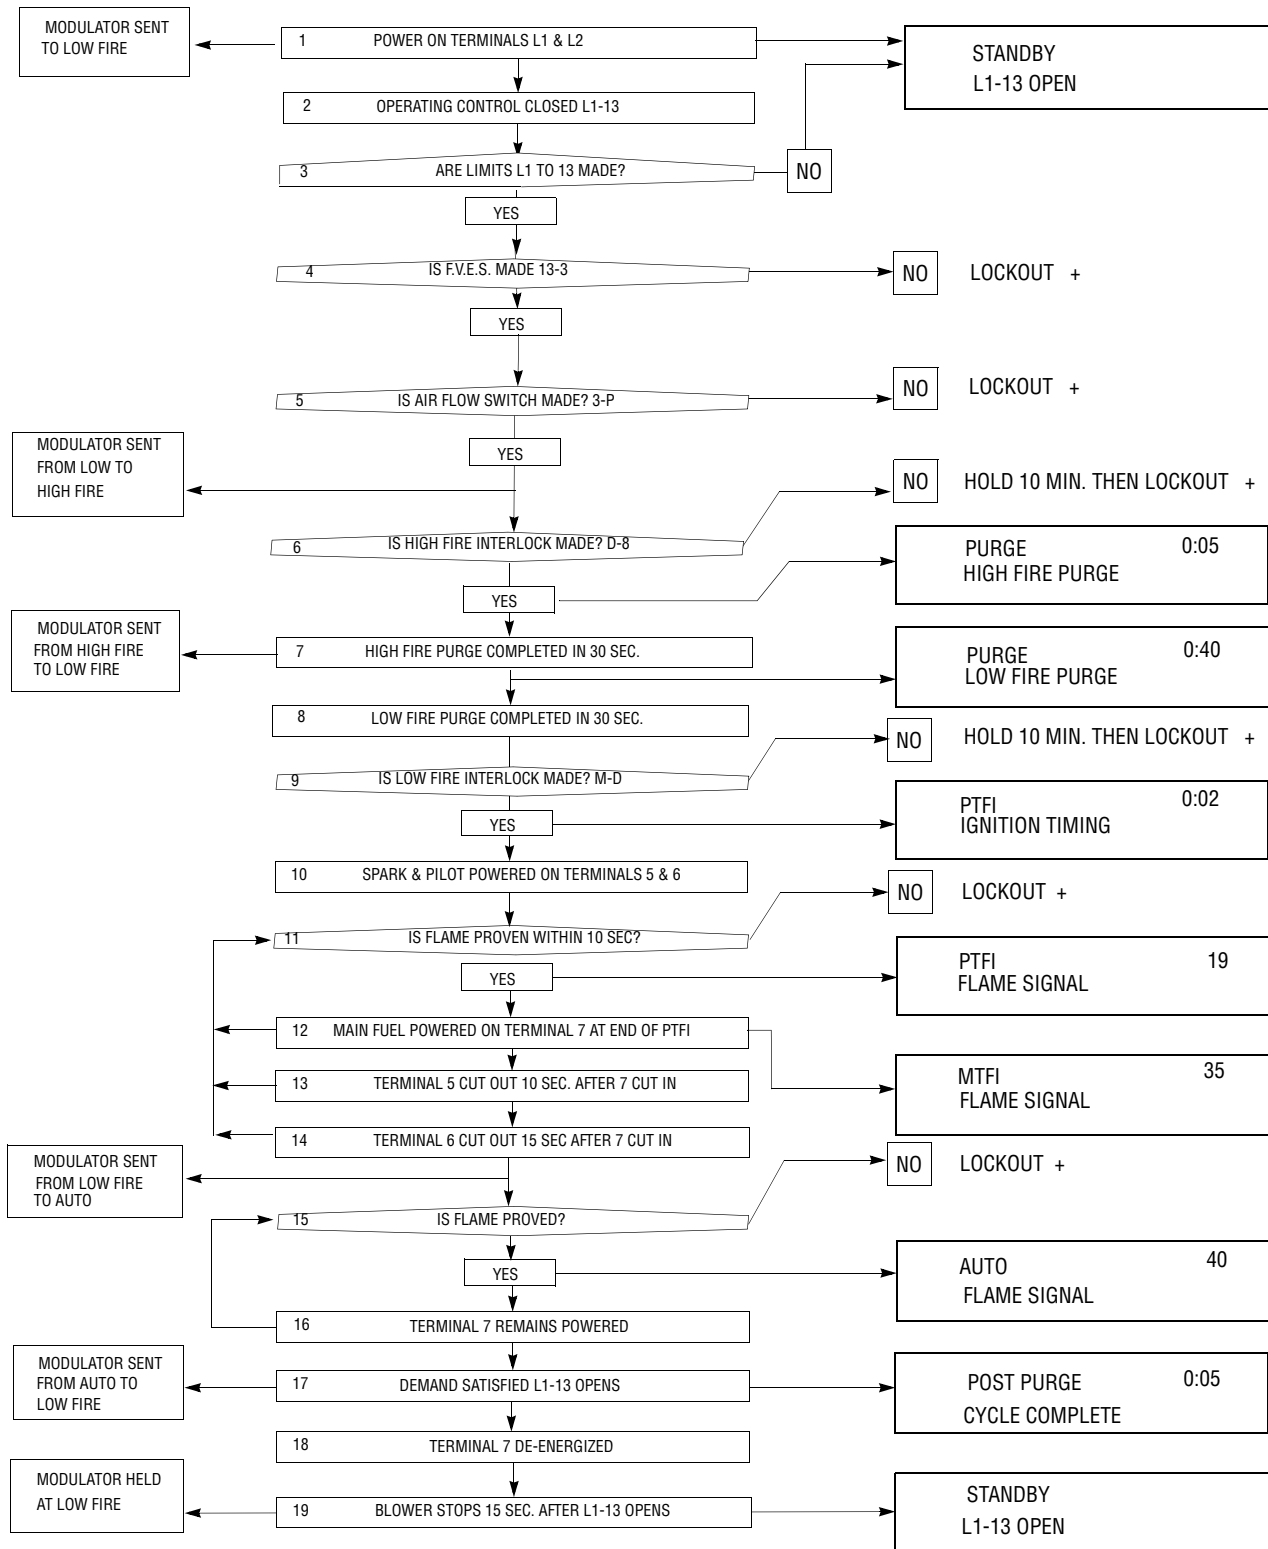 MODULATOR SENT
TO LOW FIRE
1 POWER ON TERMINALS L1 & L2
STANDBY
L1-13 OPEN
2 OPERATING CONTROL CLOSED L1-13
3 ARE LIMITS L1 TO 13 MADE?
NO
YES
4 IS F.V.E.S. MADE 13-3
NO LOCKOUT +
YES
5 IS AIR FLOW SWITCH MADE? 3-P
NO LOCKOUT +
YES
MODULATOR SENT
FROM LOW TO
HIGH FIRE
6 IS HIGH FIRE INTERLOCK MADE? D-8
NO HOLD 10 MIN. THEN LOCKOUT +
YES
PURGE 0:05
HIGH FIRE PURGE
MODULATOR SENT
FROM HIGH FIRE
TO LOW FIRE
7 HIGH FIRE PURGE COMPLETED IN 30 SEC.
PURGE 0:40
LOW FIRE PURGE
8 LOW FIRE PURGE COMPLETED IN 30 SEC.
9 IS LOW FIRE INTERLOCK MADE? M-D
NO HOLD 10 MIN. THEN LOCKOUT +
YES
PTFI 0:02
IGNITION TIMING
10 SPARK & PILOT POWERED ON TERMINALS 5 & 6
11 IS FLAME PROVEN WITHIN 10 SEC?
NO LOCKOUT +
YES
PTFI 19
FLAME SIGNAL
12 MAIN FUEL POWERED ON TERMINAL 7 AT END OF PTFI
MTFI 35
FLAME SIGNAL
13 TERMINAL 5 CUT OUT 10 SEC. AFTER 7 CUT IN
14 TERMINAL 6 CUT OUT 15 SEC AFTER 7 CUT IN
MODULATOR SENT
FROM LOW FIRE
TO AUTO
15 IS FLAME PROVED?
NO LOCKOUT +
YES
AUTO 40
FLAME SIGNAL
16 TERMINAL 7 REMAINS POWERED
MODULATOR SENT
FROM AUTO TO
LOW FIRE
17 DEMAND SATISFIED L1-13 OPENS
POST PURGE 0:05
CYCLE COMPLETE
18 TERMINAL 7 DE-ENERGIZED
MODULATOR HELD
AT LOW FIRE
19 BLOWER STOPS 15 SEC. AFTER L1-13 OPENS
STANDBY
L1-13 OPEN